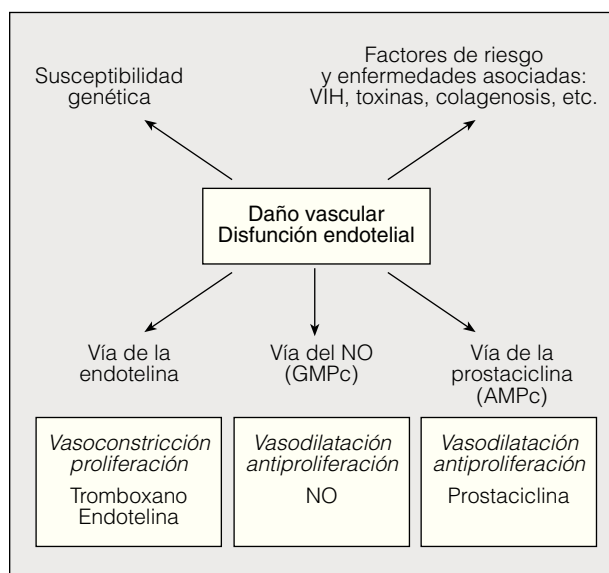 Susceptibilidad
genética
Factores de riesgo
y enfermedades asociadas:
VIH, toxinas, colagenosis, etc.
Daño vascular
Disfunción endotelial
Vía de la
endotelina
Vía del NO
(GMPc)
Vía de la
prostaciclina
(AMPc)
Vasoconstricción
proliferación
Tromboxano
Endotelina
Vasodilatación
antiproliferación
NO
Vasodilatación
antiproliferación
Prostaciclina